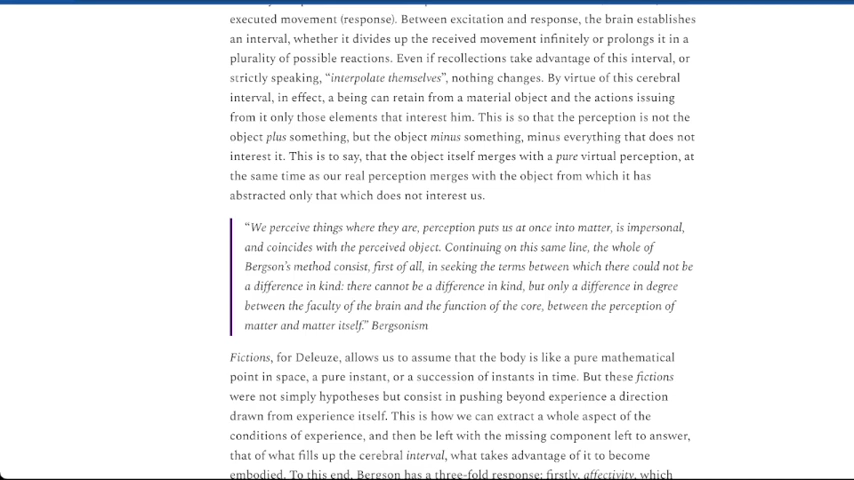 executed movement (response). Between excitation and response, the brain establishes
an interval, whether it divides up the received movement infinitely or prolongs it in a
plurality of possible reactions. Even if recollections take advantage of this interval, or
strictly speaking, “interpolate themselves”, nothing changes. By virtue of this cerebral
interval, in effect, a being can retain from a material object and the actions issuing
from it only those elements that interest him. This is so that the perception is not the
object plus something, but the object minus something, minus everything that does not
interest it. This is to say, that the object itself merges with a pure virtual perception, at
the same time as our real perception merges with the object from which it has
abstracted only that which does not interest us.
“We perceive things where they are, perception puts us at once into matter, is impersonal,
and coincides with the perceived object. Continuing on this same line, the whole of
Bergson’s method consist, first of all, in seeking the terms between which there could not be
a difference in kind: there cannot be a difference in kind, but only a difference in degree
between the faculty of the brain and the function of the core, between the perception of
matter and matter itself.” Bergsonism
Fictions, for Deleuze, allows us to assume that the body is like a pure mathematical
point in space, a pure instant, or a succession of instants in time. But these fictions
were not simply hypotheses but consist in pushing beyond experience a direction
drawn from experience itself. This is how we can extract a whole aspect of the
conditions of experience, and then be left with the missing component left to answer,
that of what fills up the cerebral interval, what takes advantage of it to become
embodied. To this end, Bergson has a three-fold response: firstly, affectivity, which